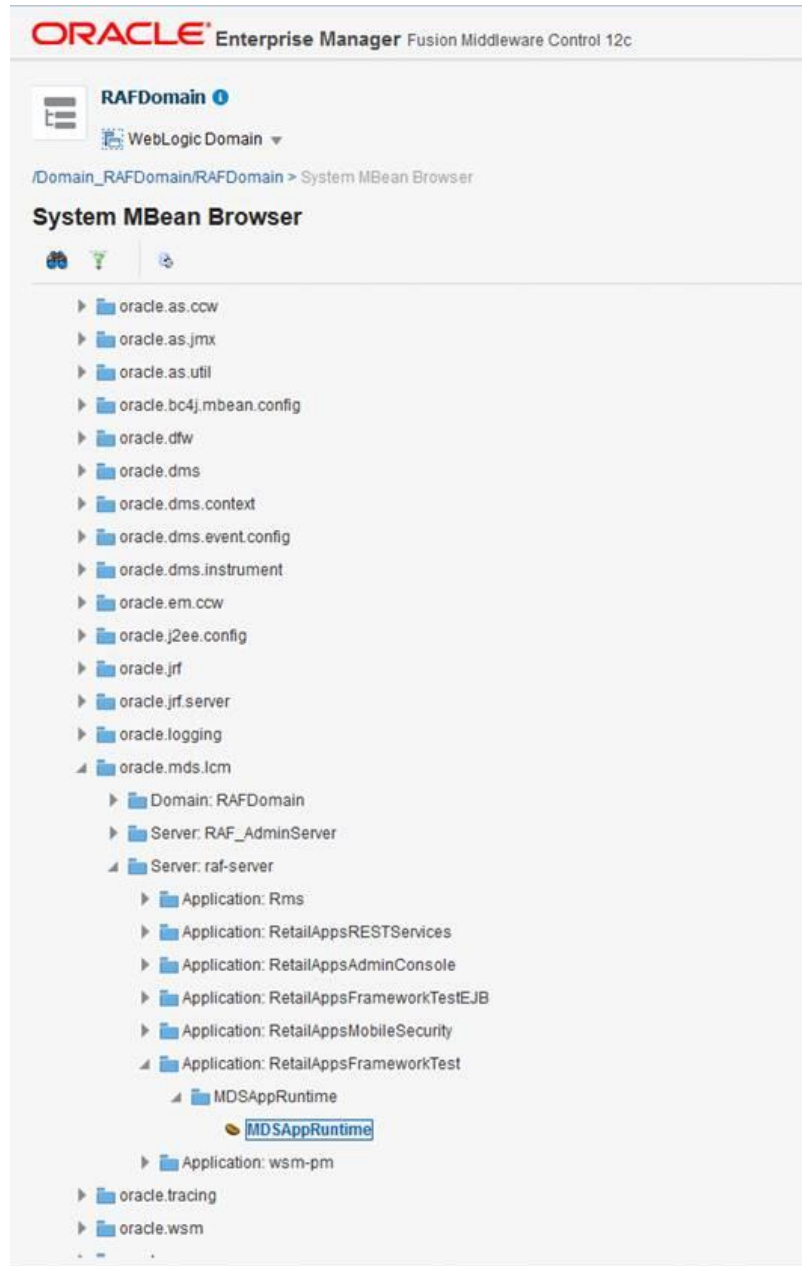 ORACLE Enterprise Manager Fusion Middleware Control 12c
RAFDomain
WebLogic Domain
/Domain_RAFDomain/RAFDomain > System MBean Browser
System MBean Browser
oracle.as.ccw
oracle.as.jmx
oracle.as.util
oracle.bc4j.mbean.config
oracle.dfw
oracle.dms
oracle.dms.context
oracle.dms.event.config
oracle.dms.instrument
oracle.em.ccw
oracle.j2ee.config
oracle.jrf
oracle.jrf.server
oracle.logging
oracle.mds.lcm
Domain: RAFDomain
Server: RAF_AdminServer
Server: raf-server
Application: Rms
Application: RetailAppsRESTServices
Application: RetailAppsAdminConsole
Application: RetailAppsFrameworkTestEJB
Application: RetailAppsMobileSecurity
Application: RetailAppsFrameworkTest
MDSAppRuntime
MDSAppRuntime
Application: wsm-pm
oracle.tracing
oracle.wsm